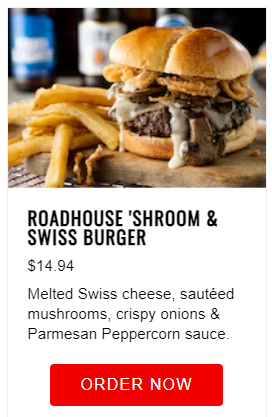 ROADHOUSE 'SHROOM &
SWISS BURGER
$14.94
Melted Swiss cheese, sautéed
mushrooms, crispy onions &
Parmesan Peppercorn sauce.
ORDER NOW